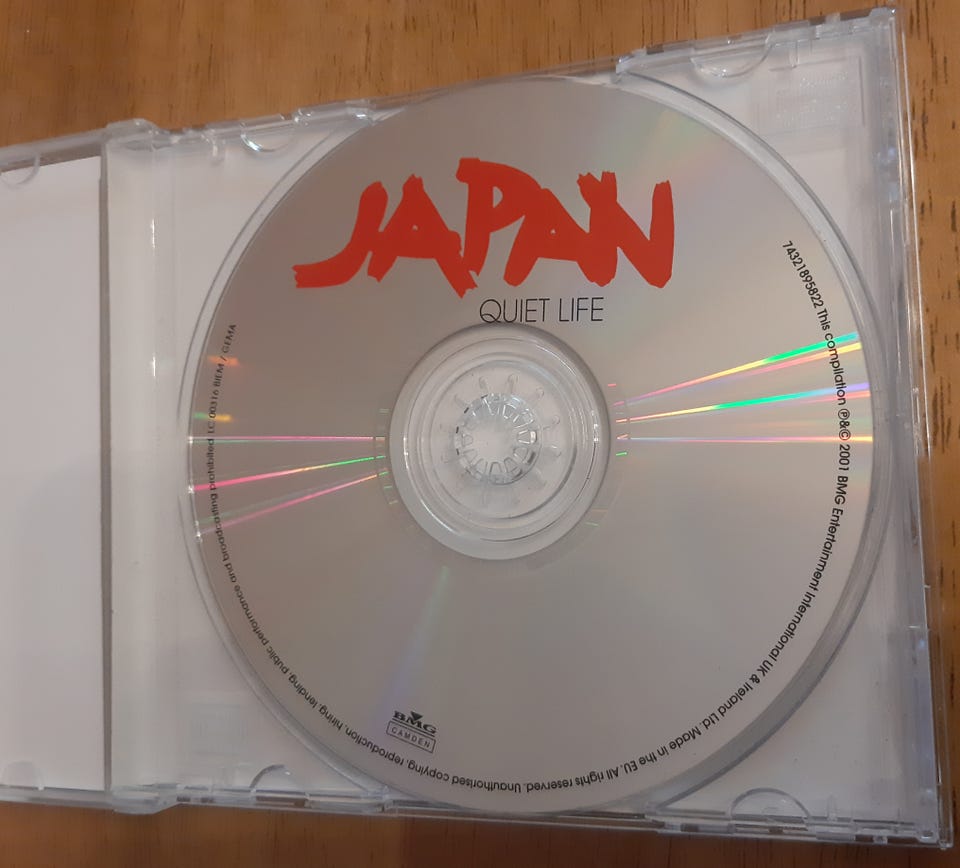 JAPAN
QUIET LIFE
74321895822 This compilation ℗&© 2001 BMG Entertainment International UK & Ireland Ltd. Made in the EU. All rights reserved. Unauthorised copying, reproduction, hiring, lending, public performance and broadcasting prohibited LC 00316 BIEM / GEMA
BMG
CAMDEN